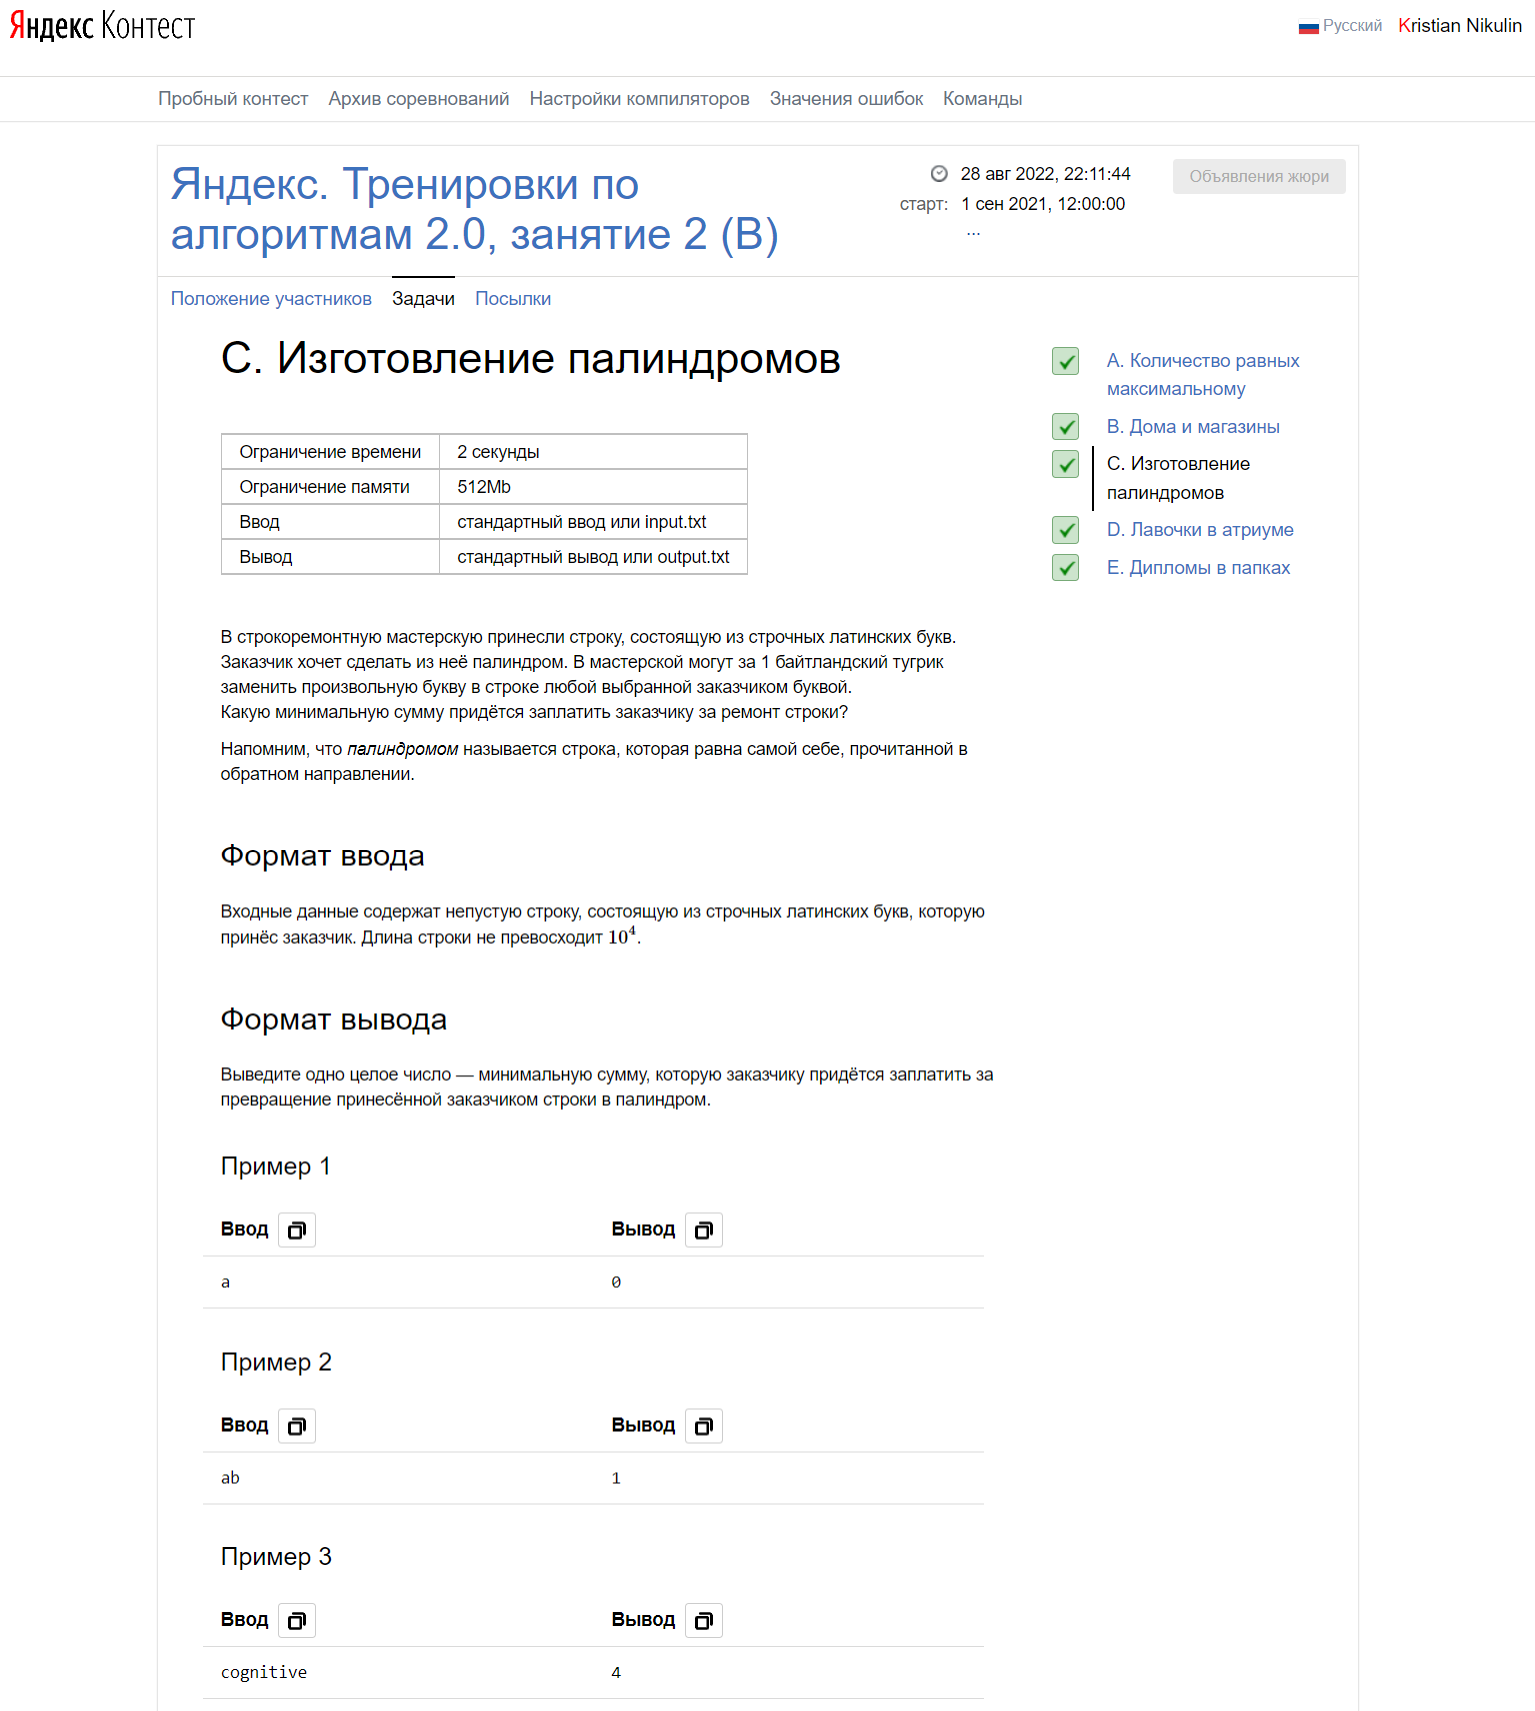 Яндекс Контест
Русский
Kristian Nikulin
Пробный контест Архив соревнований Настройки компиляторов Значения ошибок Команды
Яндекс. Тренировки по
алгоритмам 2.0, занятие 2 (B)
28 авг 2022, 22:11:44
старт: 1 сен 2021, 12:00:00
...
Объявления жюри
Положение участников Задачи Посылки
C. Изготовление палиндромов
Ограничение времени 2 секунды
Ограничение памяти 512Mb
Ввод стандартный ввод или input.txt
Вывод стандартный вывод или output.txt
В строкоремонтную мастерскую принесли строку, состоящую из строчных латинских букв.
Заказчик хочет сделать из неё палиндром. В мастерской могут за 1 байтландский тугрик
заменить произвольную букву в строке любой выбранной заказчиком буквой.
Какую минимальную сумму придётся заплатить заказчику за ремонт строки?
Напомним, что палиндромом называется строка, которая равна самой себе, прочитанной в
обратном направлении.
Формат ввода
Входные данные содержат непустую строку, состоящую из строчных латинских букв, которую
принёс заказчик. Длина строки не превосходит 10⁴.
Формат вывода
Выведите одно целое число — минимальную сумму, которую заказчику придётся заплатить за
превращение принесённой заказчиком строки в палиндром.
Пример 1
Ввод Вывод
a 0
Пример 2
Ввод Вывод
ab 1
Пример 3
Ввод Вывод
cognitive 4
A. Количество равных
максимальному
B. Дома и магазины
C. Изготовление
палиндромов
D. Лавочки в атриуме
E. Дипломы в папках